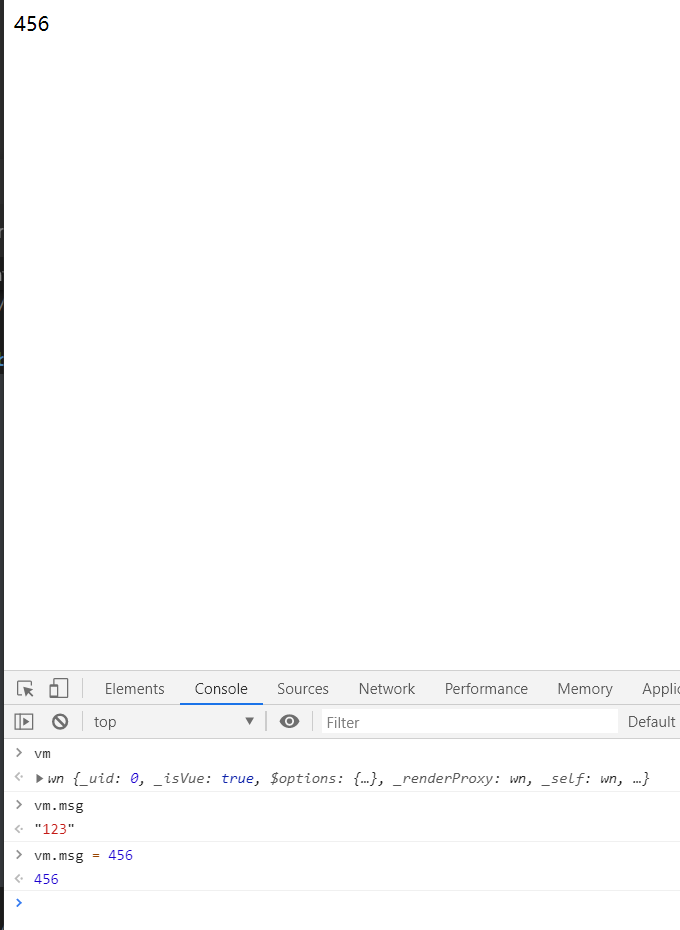 456
Elements Console Sources Network Performance Memory Applic
top Filter Default
vm
wn {_uid: 0, _isVue: true, $options: {…}, _renderProxy: wn, _self: wn, …}
vm.msg
"123"
vm.msg = 456
456